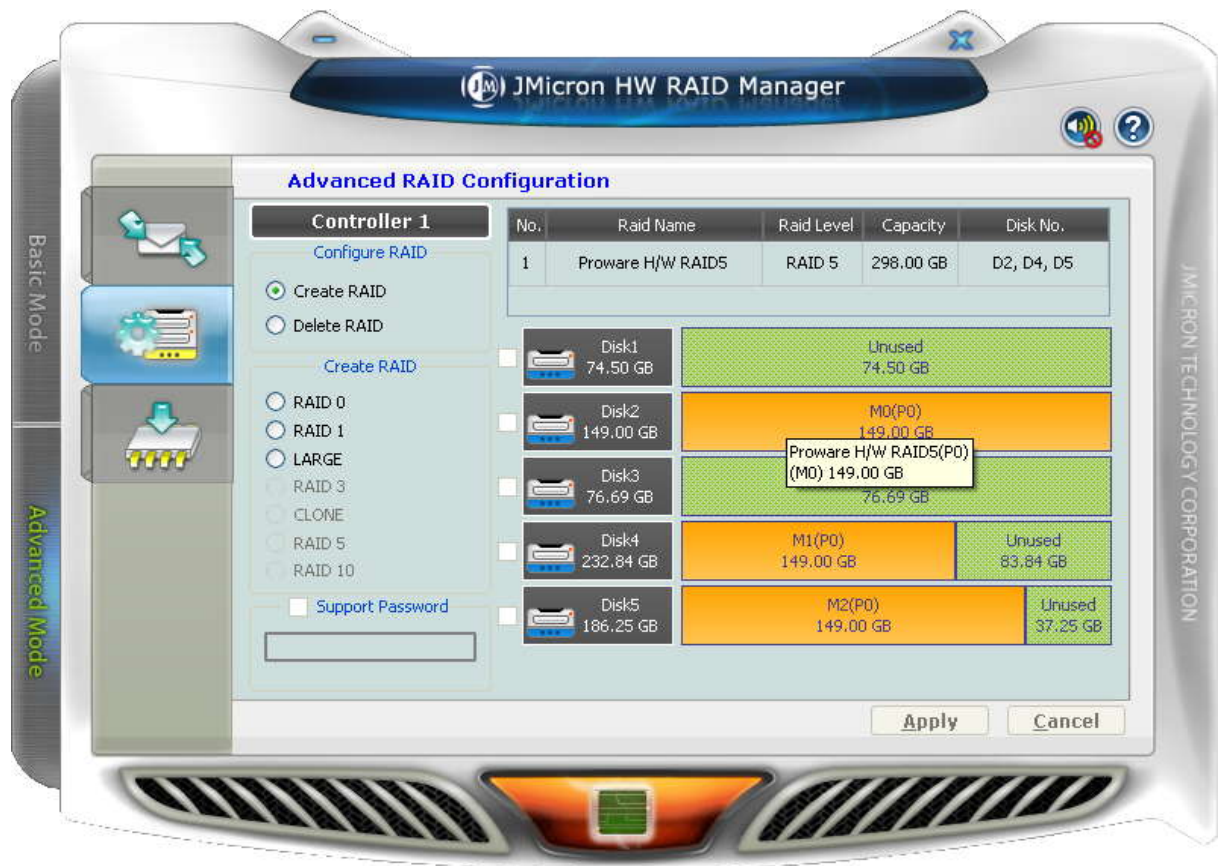 JM JMicron HW RAID Manager
Basic Mode
Advanced Mode
Advanced RAID Configuration
Controller 1
Configure RAID
Create RAID
Delete RAID
Create RAID
RAID 0
RAID 1
LARGE
RAID 3
CLONE
RAID 5
RAID 10
Support Password
No. Raid Name Raid Level Capacity Disk No.
1 Proware H/W RAID5 RAID 5 298.00 GB D2, D4, D5
Disk1
74.50 GB
Unused
74.50 GB
Disk2
149.00 GB
M0(P0)
149.00 GB
Proware H/W RAID5(P0)
(M0) 149.00 GB
Disk3
76.69 GB
76.69 GB
Disk4
232.84 GB
M1(P0)
149.00 GB
Unused
83.84 GB
Disk5
186.25 GB
M2(P0)
149.00 GB
Unused
37.25 GB
Apply Cancel
JMICRON TECHNOLOGY CORPORATION